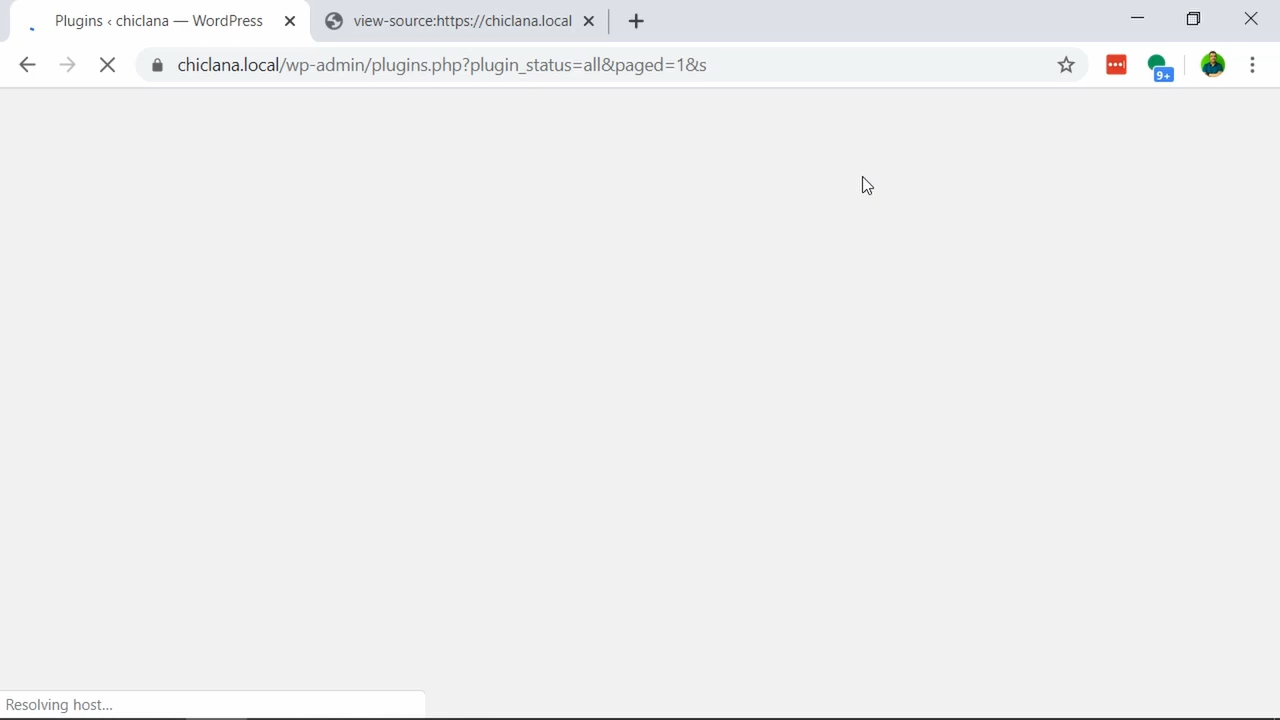 Plugins ‹ chiclana — WordPress
view-source:https://chiclana.local
chiclana.local/wp-admin/plugins.php?plugin_status=all&paged=1&s
9+
Resolving host...